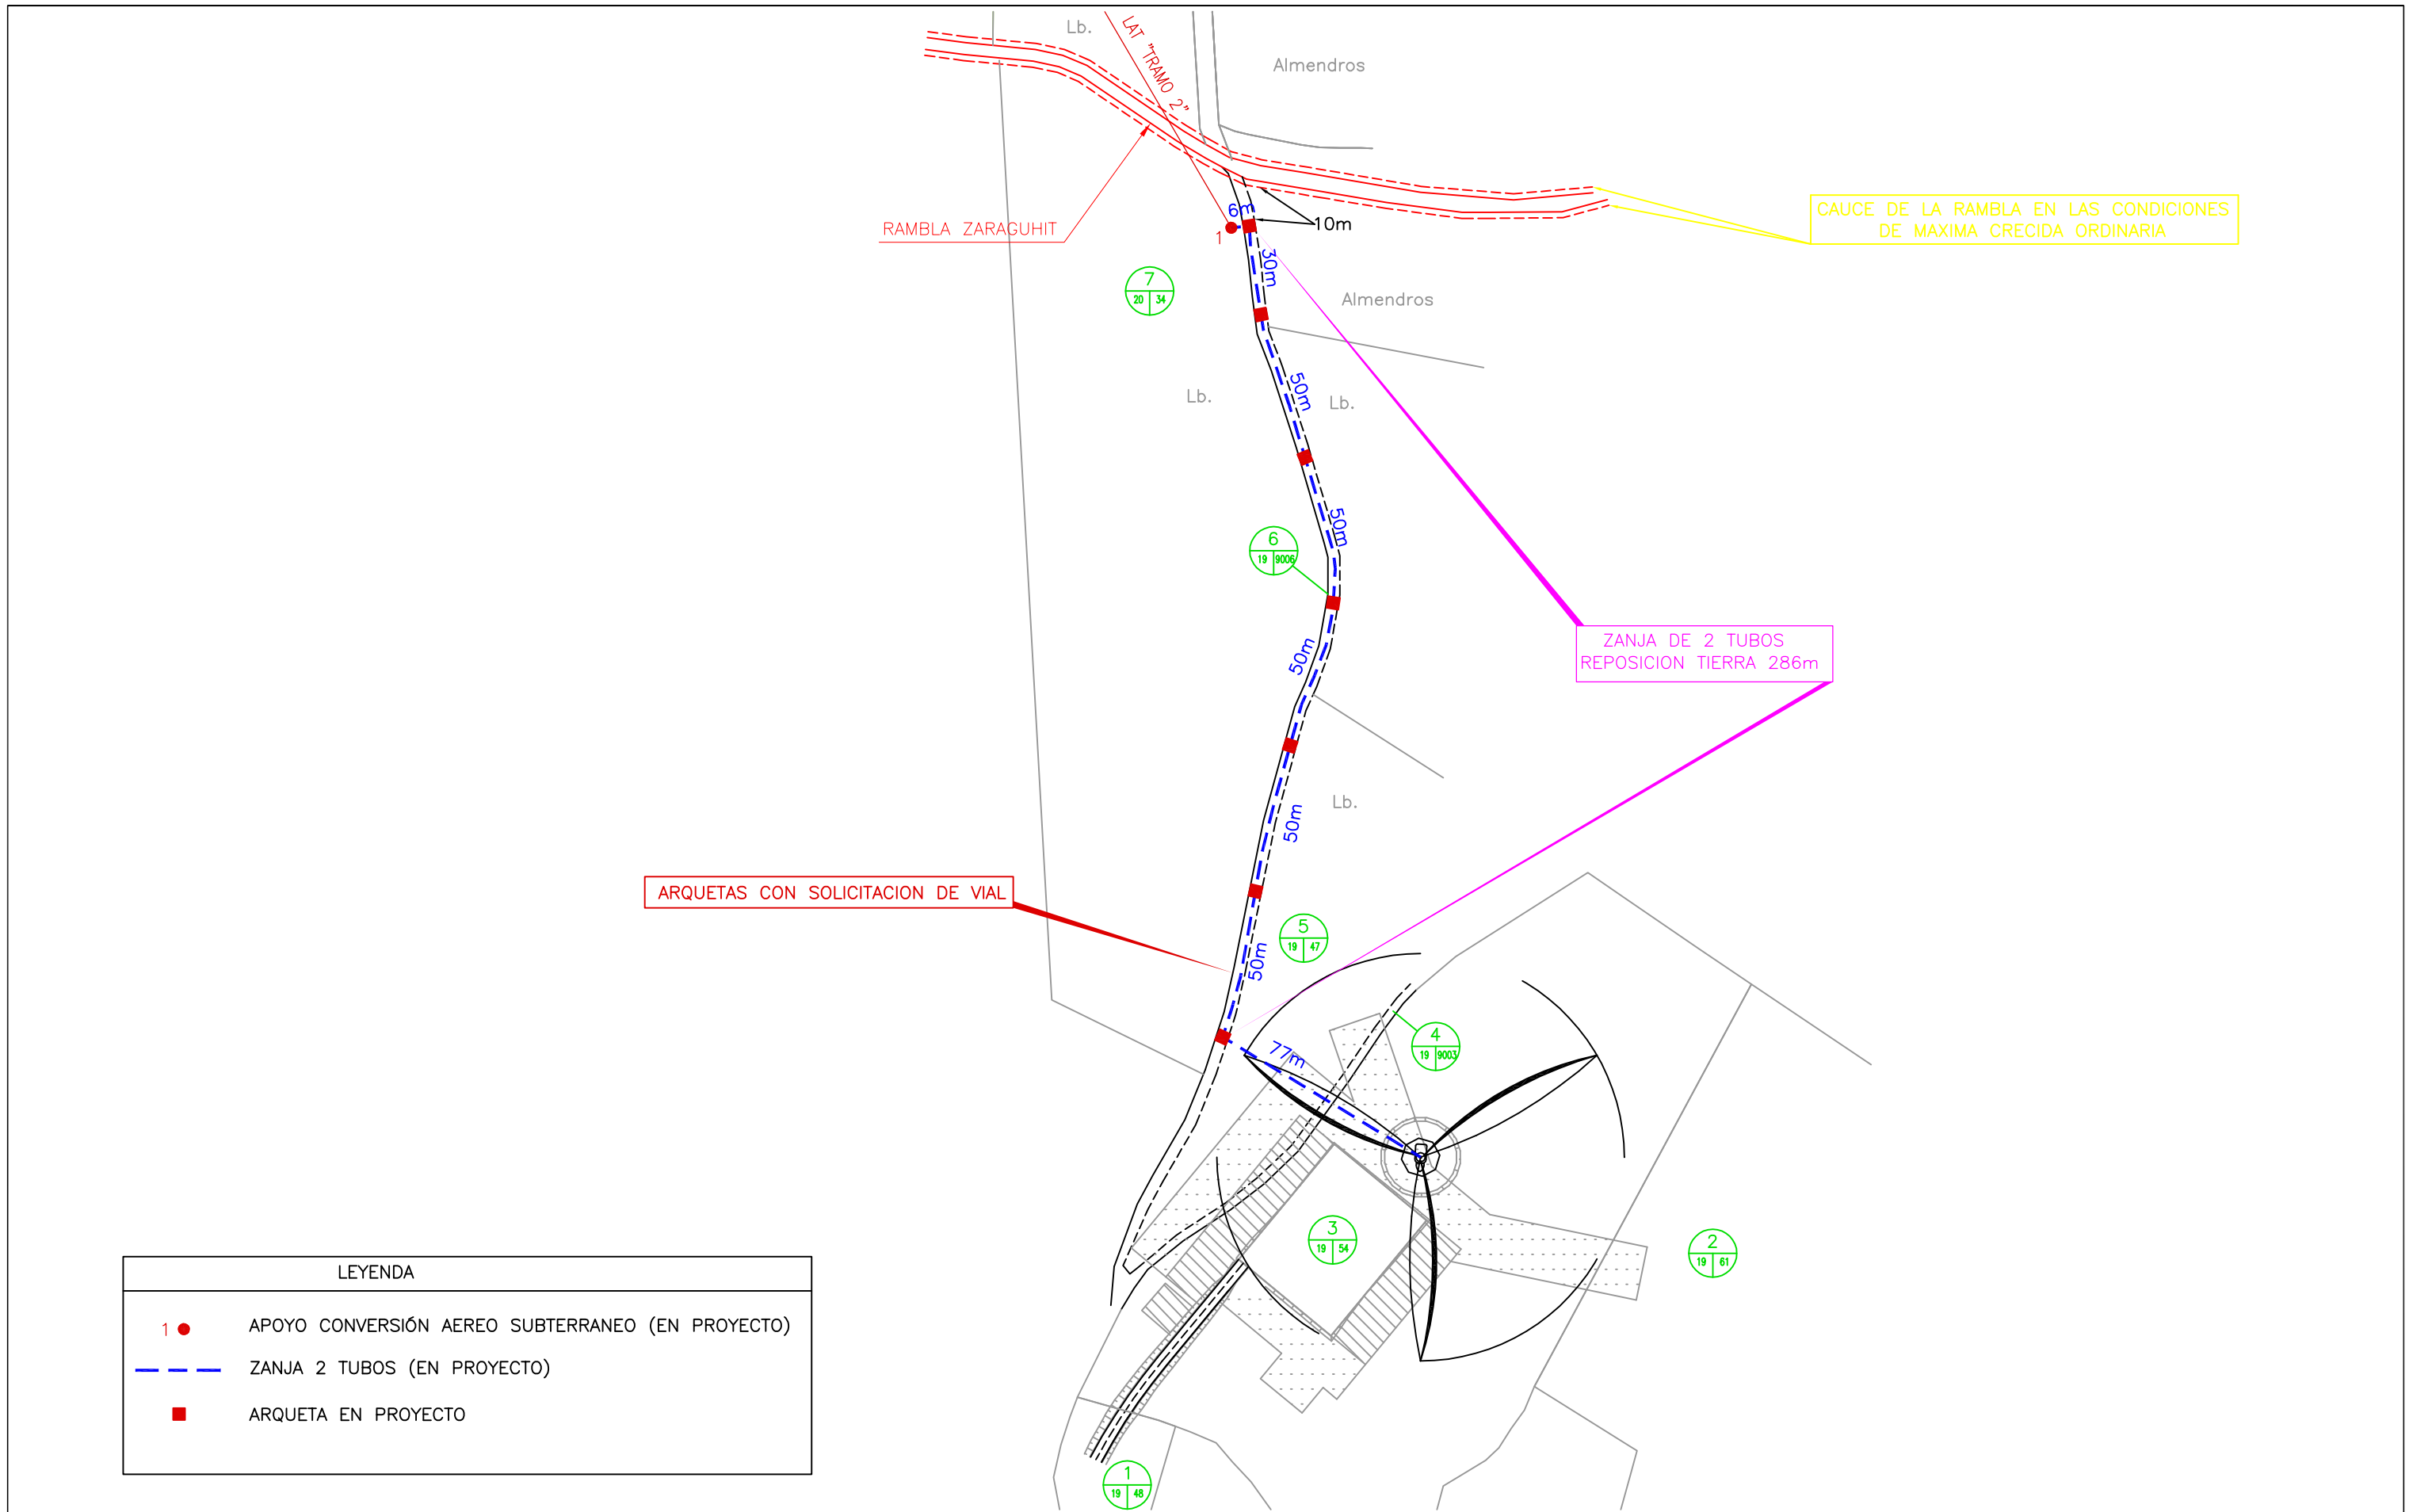 Lb.
LAT "TRAMO 2"
Almendros
CAUCE DE LA RAMBLA EN LAS CONDICIONES
DE MAXIMA CRECIDA ORDINARIA
RAMBLA ZARAGUHIT
6m
1
10m
30m
7
20 34
Almendros
50m
Lb.
Lb.
50m
6
19 9006
ZANJA DE 2 TUBOS
REPOSICION TIERRA 286m
50m
Lb.
50m
ARQUETAS CON SOLICITACION DE VIAL
5
19 47
50m
4
19 9003
77m
3
19 54
2
19 61
LEYENDA
1 APOYO CONVERSIÓN AEREO SUBTERRANEO (EN PROYECTO)
ZANJA 2 TUBOS (EN PROYECTO)
ARQUETA EN PROYECTO
1
19 48